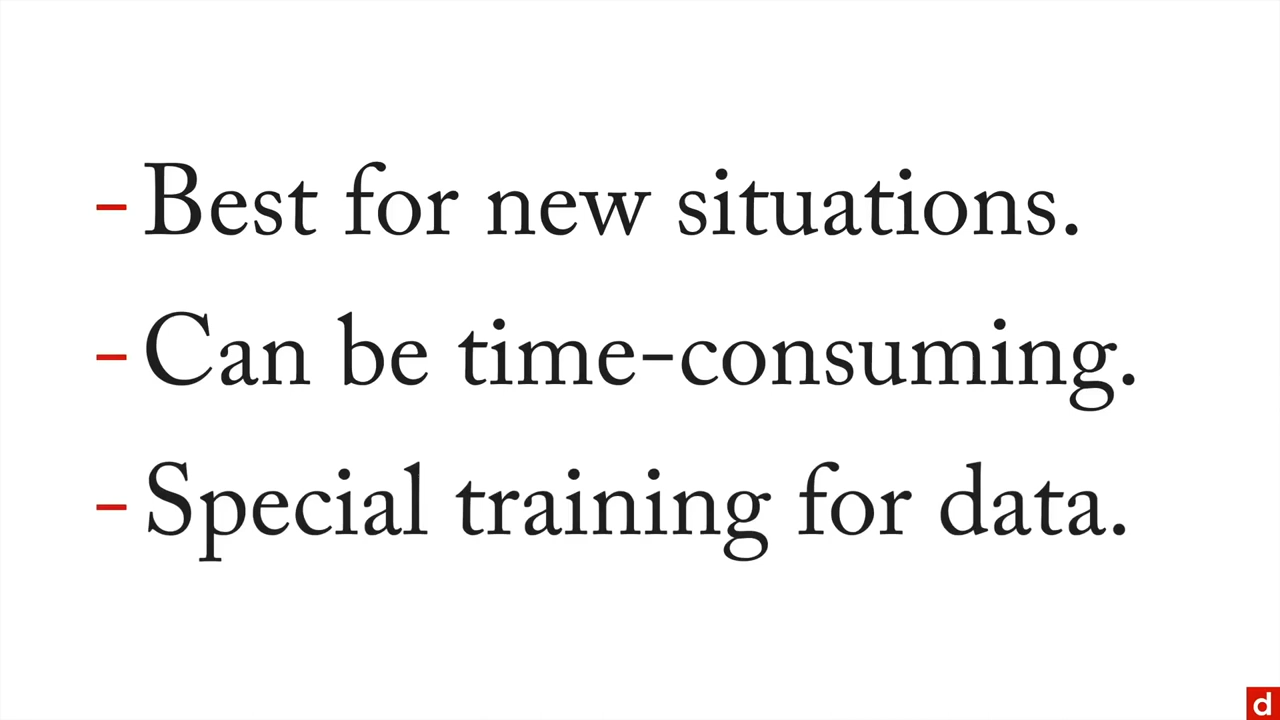 - Best for new situations.
- Can be time-consuming.
- Special training for data.
d